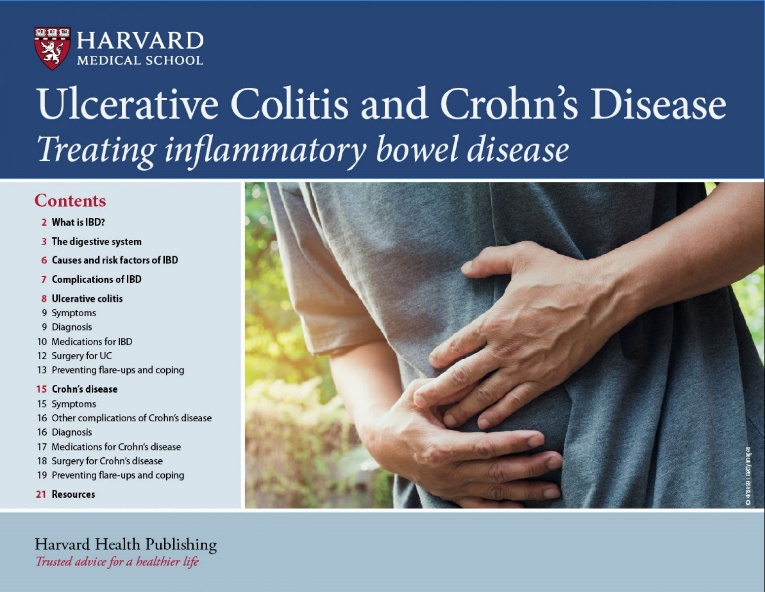 HARVARD
MEDICAL SCHOOL
Ulcerative Colitis and Crohn's Disease
Treating inflammatory bowel disease
Contents
2 What is IBD?
3 The digestive system
6 Causes and risk factors of IBD
7 Complications of IBD
8 Ulcerative colitis
9 Symptoms
9 Diagnosis
10 Medications for IBD
12 Surgery for UC
13 Preventing flare-ups and coping
15 Crohn's disease
15 Symptoms
16 Other complications of Crohn's disease
16 Diagnosis
17 Medications for Crohn's disease
18 Surgery for Crohn's disease
19 Preventing flare-ups and coping
21 Resources
Harvard Health Publishing
Trusted advice for a healthier life